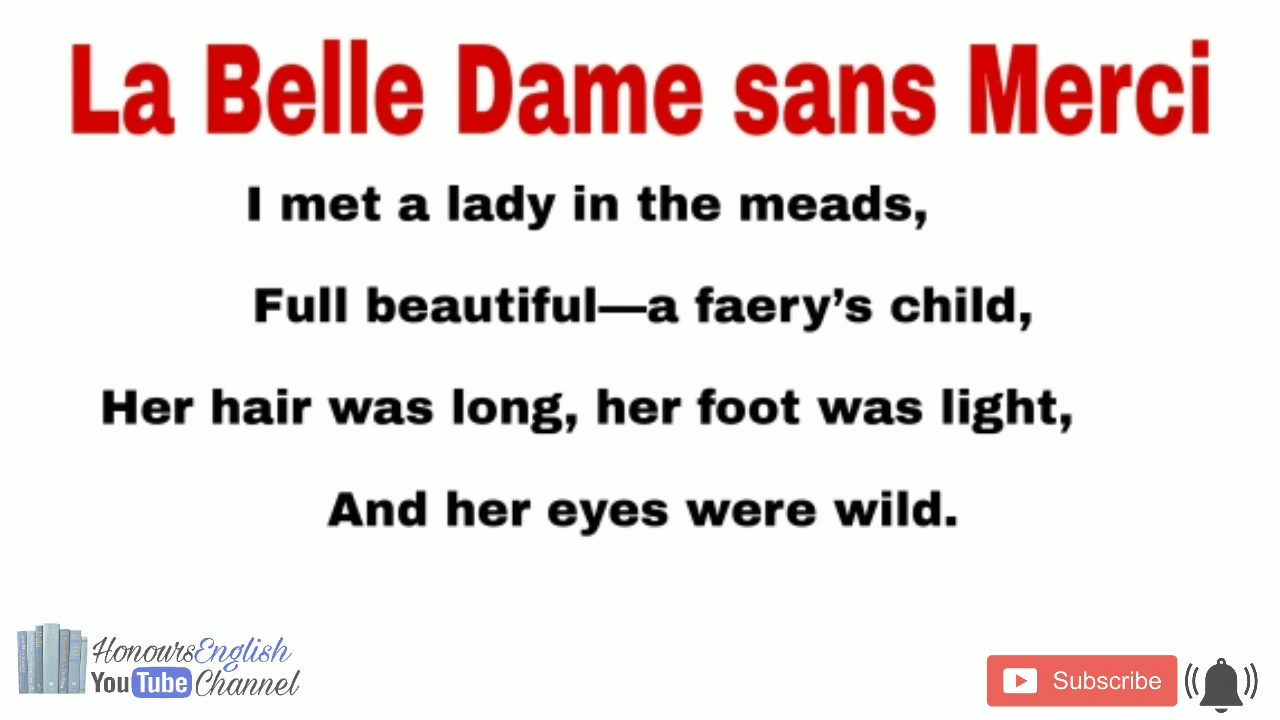 La Belle Dame sans Merci
I met a lady in the meads,
Full beautiful—a faery’s child,
Her hair was long, her foot was light,
And her eyes were wild.
HonoursEnglish
YouTube Channel
Subscribe